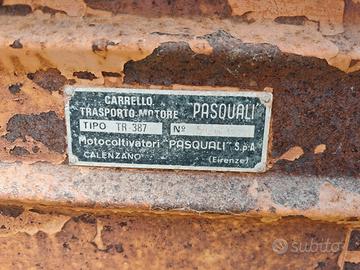 CARRELLO
TRASPORTO-MOTORE "PASQUALI"
TIPO TR-387 Nº
Motocoltivatori "PASQUALI" S.p.A
CALENZANO (Firenze)
subito